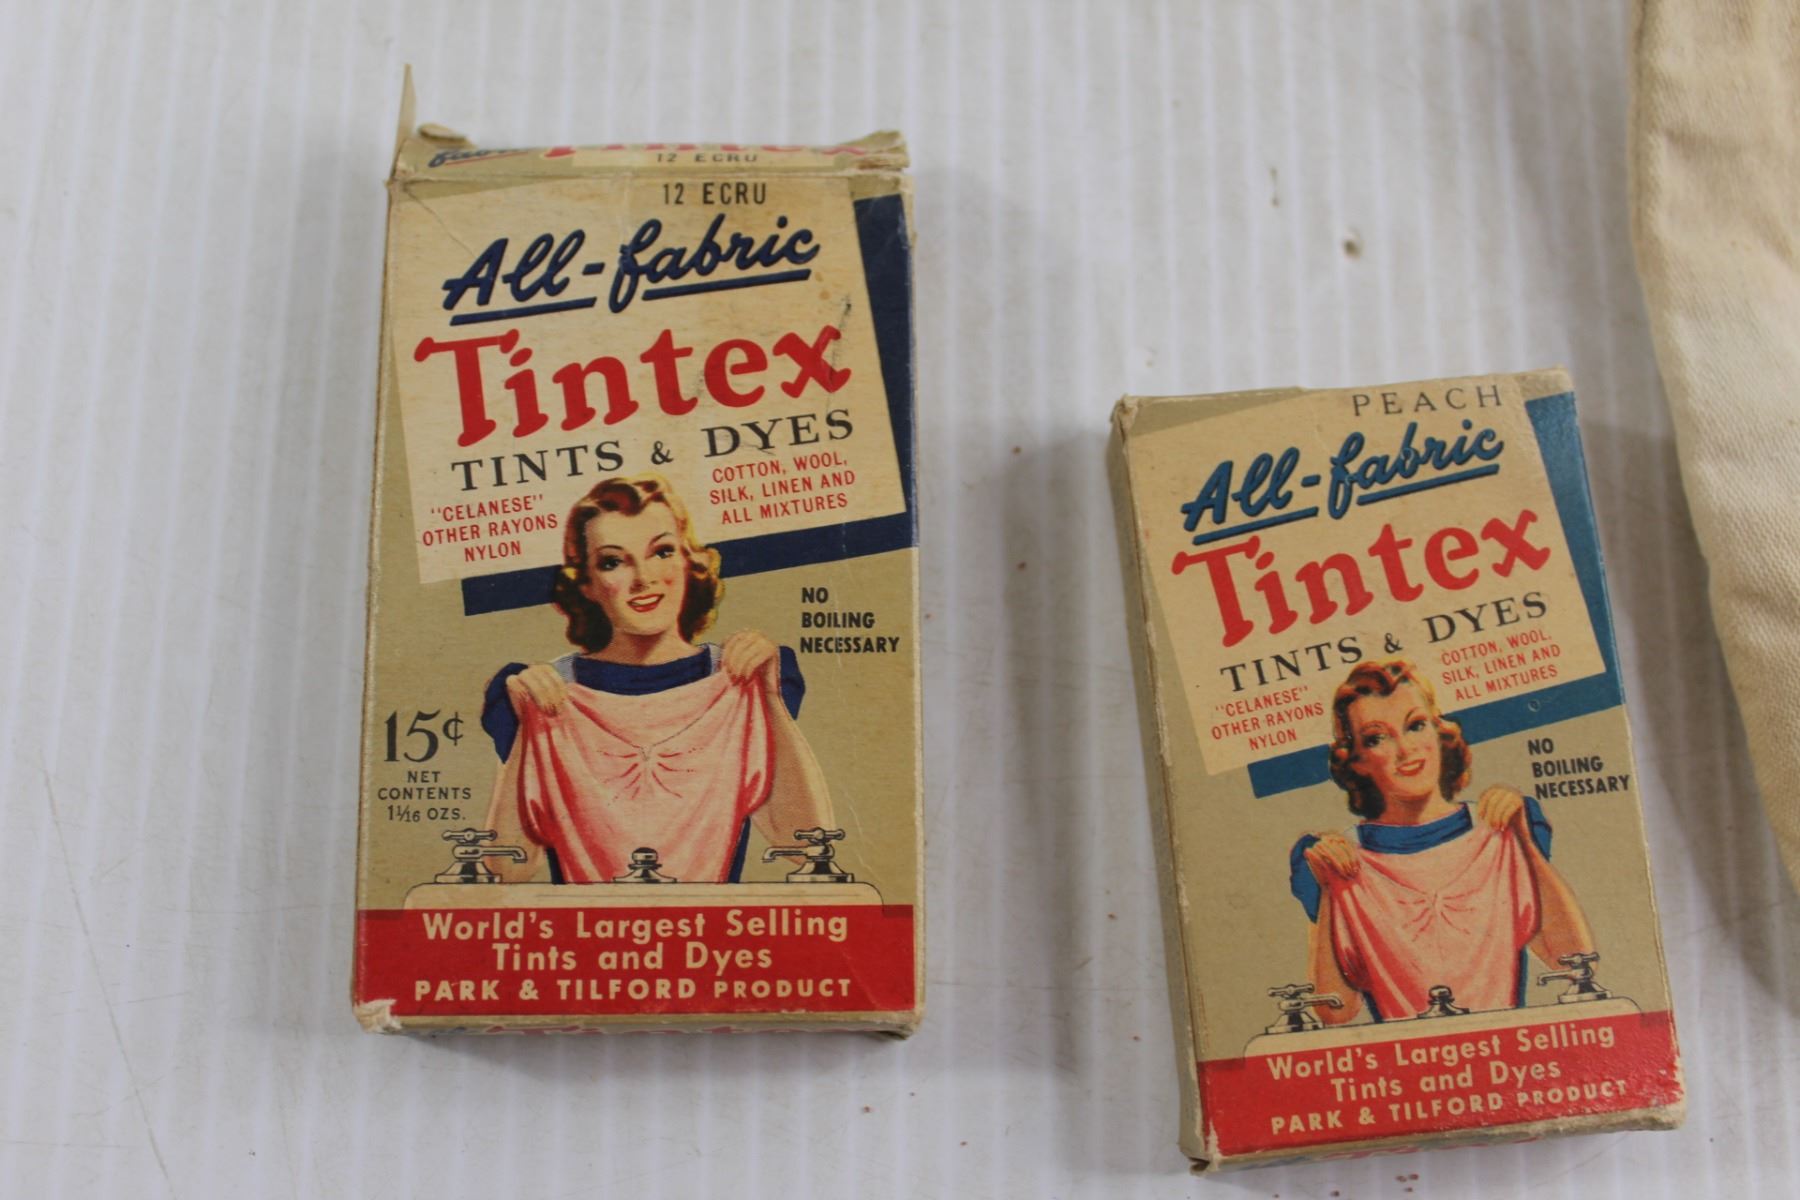 12 ECRU
12 ECRU
All-fabric
Tintex
TINTS & DYES
"CELANESE"
OTHER RAYONS
NYLON
COTTON, WOOL,
SILK, LINEN AND
ALL MIXTURES
NO
BOILING
NECESSARY
15¢
NET
CONTENTS
1 1/16 OZS.
World's Largest Selling
Tints and Dyes
PARK & TILFORD PRODUCT
PEACH
All-fabric
Tintex
TINTS & DYES
"CELANESE"
OTHER RAYONS
NYLON
COTTON, WOOL,
SILK, LINEN AND
ALL MIXTURES
NO
BOILING
NECESSARY
World's Largest Selling
Tints and Dyes
PARK & TILFORD PRODUCT